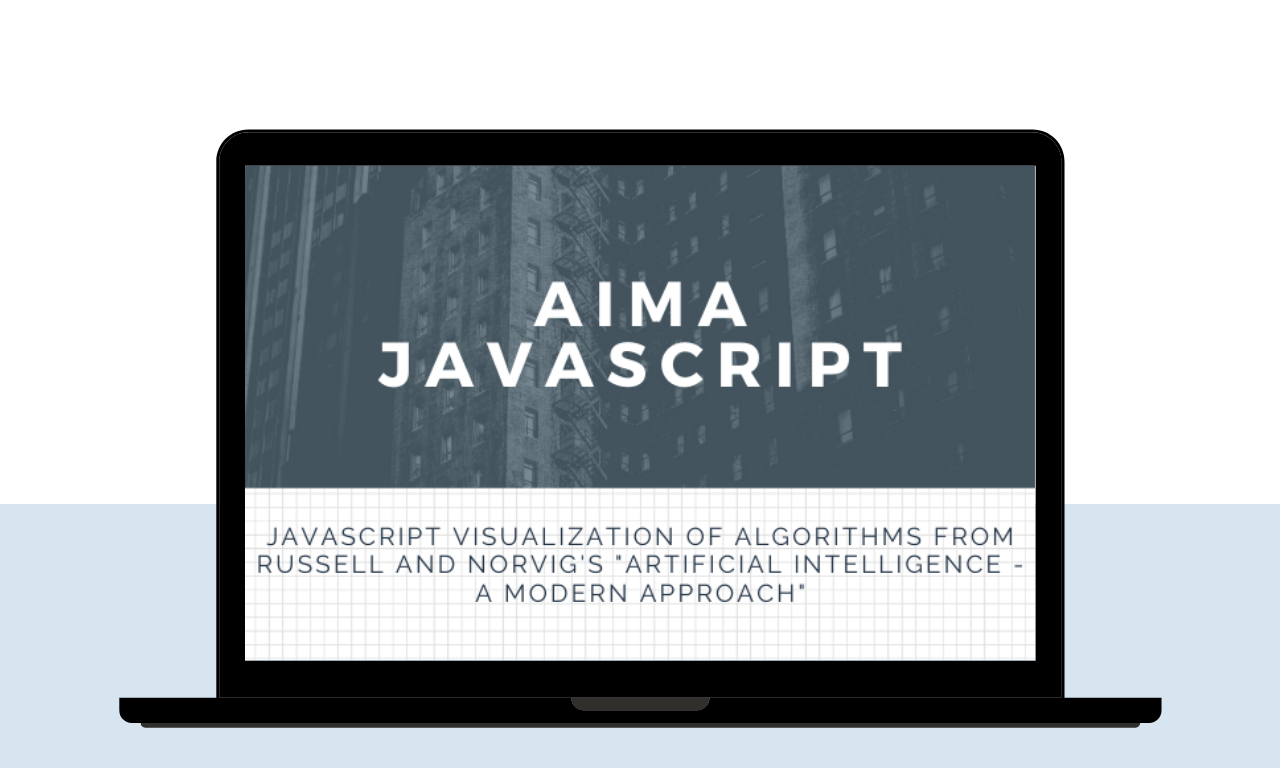 AIMA
JAVASCRIPT
JAVASCRIPT VISUALIZATION OF ALGORITHMS FROM
RUSSELL AND NORVIG'S "ARTIFICIAL INTELLIGENCE -
A MODERN APPROACH"